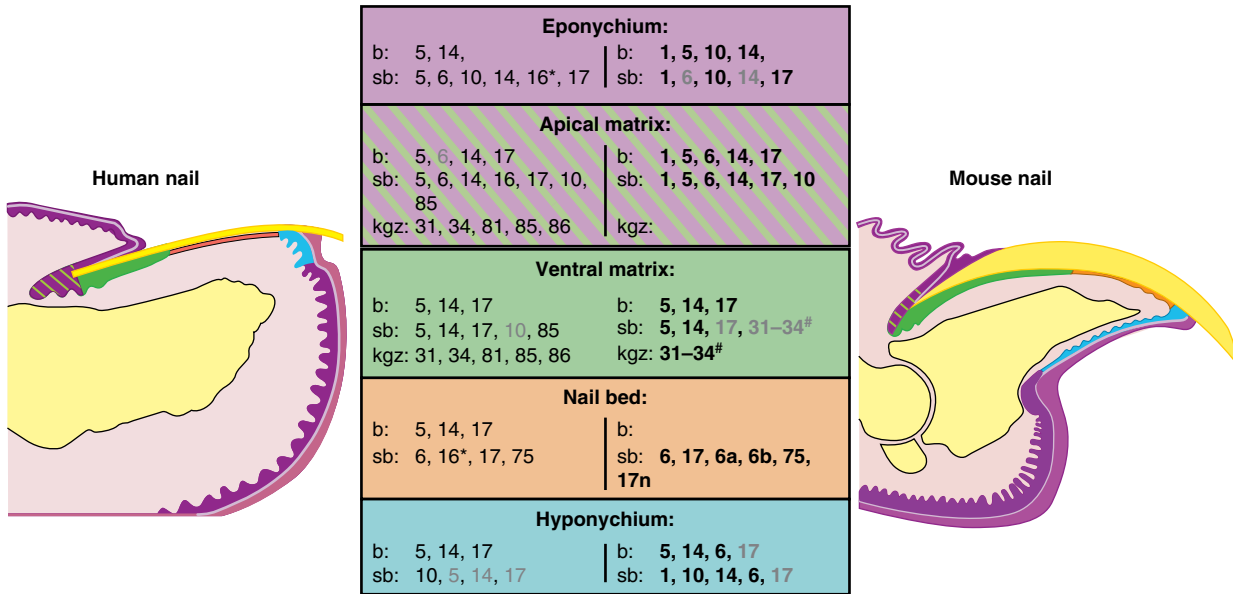 Human nail
Eponychium:
b: 5, 14,
sb: 5, 6, 10, 14, 16*, 17
b: 1, 5, 10, 14,
sb: 1, 6, 10, 14, 17
Apical matrix:
b: 5, 6, 14, 17
sb: 5, 6, 14, 16, 17, 10,
85
kgz: 31, 34, 81, 85, 86
b: 1, 5, 6, 14, 17
sb: 1, 5, 6, 14, 17, 10
kgz:
Ventral matrix:
b: 5, 14, 17
sb: 5, 14, 17, 10, 85
kgz: 31, 34, 81, 85, 86
b: 5, 14, 17
sb: 5, 14, 17, 31–34#
kgz: 31–34#
Nail bed:
b: 5, 14, 17
sb: 6, 16*, 17, 75
b:
sb: 6, 17, 6a, 6b, 75,
17n
Hyponychium:
b: 5, 14, 17
sb: 10, 5, 14, 17
b: 5, 14, 6, 17
sb: 1, 10, 14, 6, 17
Mouse nail